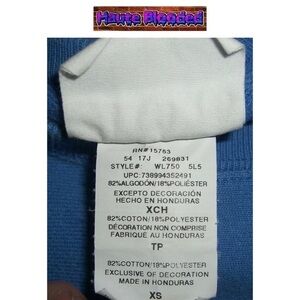 Haute Blooded
RN# 15763
54 17J 269831
STYLE#: WL750 5L5
UPC:738994352491
82%ALGODÓN/18%POLIÉSTER
EXCEPTO DECORACIÓN
HECHO EN HONDURAS
XCH
82%COTON/18%POLYESTER
DÉCORATION NON COMPRISE
FABRIQUÉ AU HONDURAS
TP
82%COTTON/18%POLYESTER
EXCLUSIVE OF DECORATION
MADE IN HONDURAS
XS